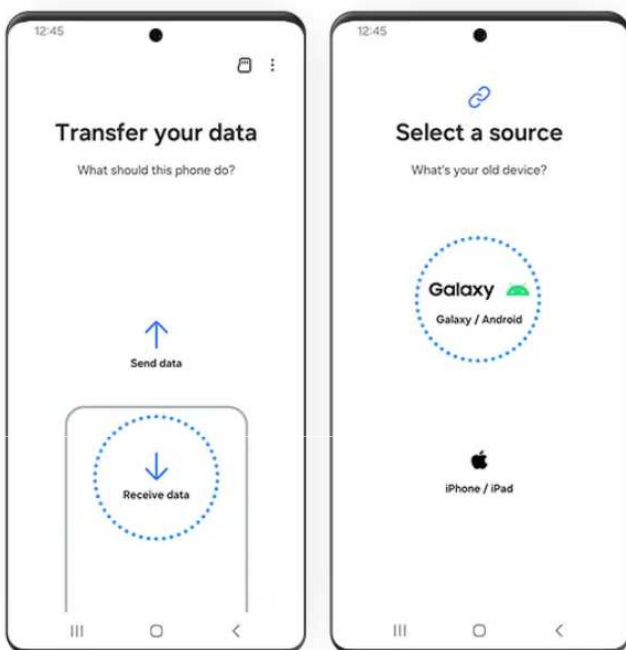 12:45
Transfer your data
What should this phone do?
Send data
Receive data
12:45
Select a source
What's your old device?
Galaxy
Galaxy / Android
iPhone / iPad